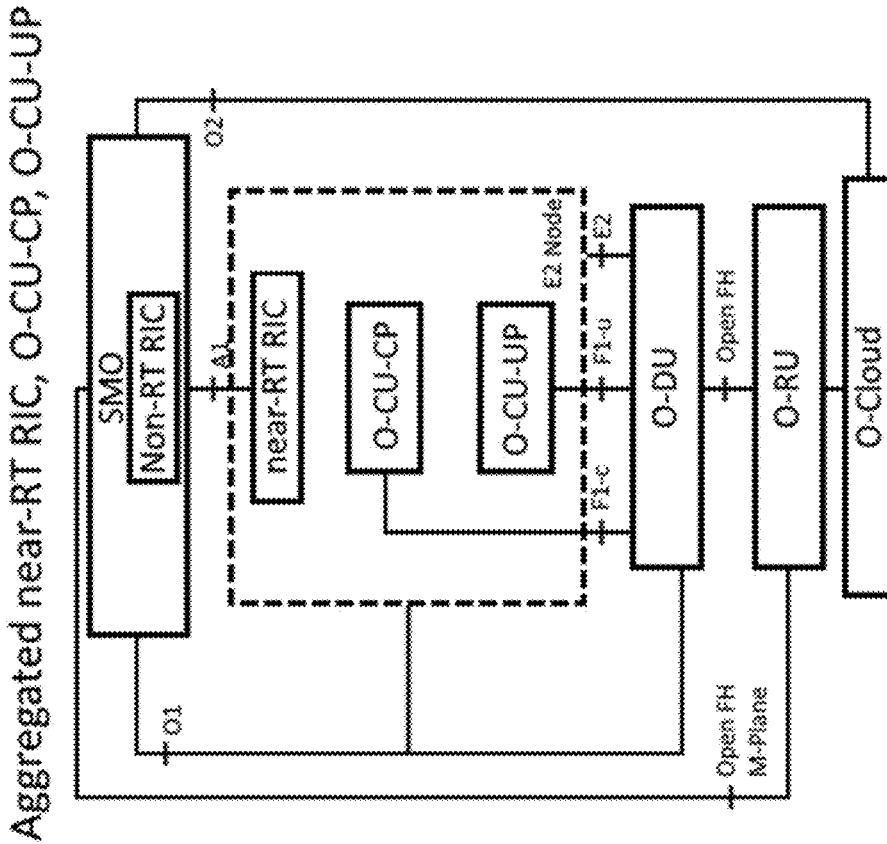 Aggregated near-RT RIC, O-CU-CP, O-CU-UP
SMO
Non-RT RIC
O2
A1
O1
near-RT RIC
O-CU-CP
O-CU-UP
E2 Node
F1-c
F1-u
E2
O-DU
Open FH
Open FH
M-Plane
O-RU
O-Cloud